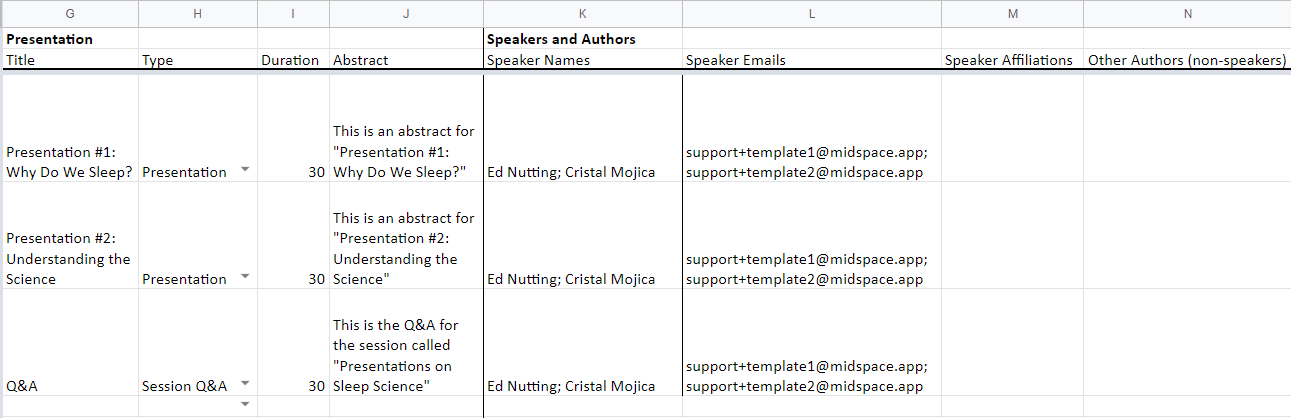 G H I J K L M N
Presentation Speakers and Authors
Title Type Duration Abstract Speaker Names Speaker Emails Speaker Affiliations Other Authors (non-speakers)
This is an abstract for
Presentation #1: "Presentation #1: support+template1@midspace.app;
Why Do We Sleep? Presentation 30 Why Do We Sleep?" Ed Nutting; Cristal Mojica support+template2@midspace.app
This is an abstract for
Presentation #2: "Presentation #2:
Understanding the Understanding the support+template1@midspace.app;
Science Presentation 30 Science" Ed Nutting; Cristal Mojica support+template2@midspace.app
This is the Q&A for
the session called
"Presentations on support+template1@midspace.app;
Q&A Session Q&A 30 Sleep Science" Ed Nutting; Cristal Mojica support+template2@midspace.app